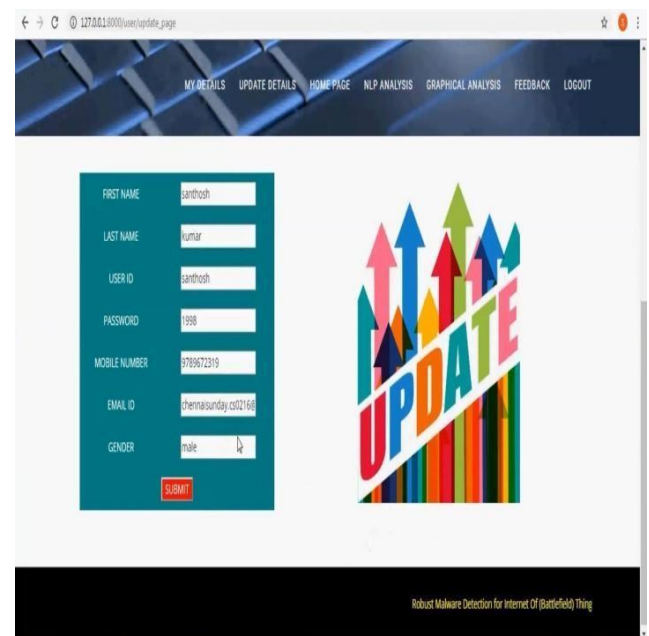 127.0.0.1:8000/user/update_page
MY DETAILS UPDATE DETAILS HOME PAGE NLP ANALYSIS GRAPHICAL ANALYSIS FEEDBACK LOGOUT
FIRST NAME santhosh
LAST NAME kumar
USER ID santhosh
PASSWORD 1998
MOBILE NUMBER 9789672319
EMAIL ID chennaisunday.cs0216@
GENDER male
SUBMIT
UPDATE
Robust Malware Detection for Internet Of (Battlefield) Thing